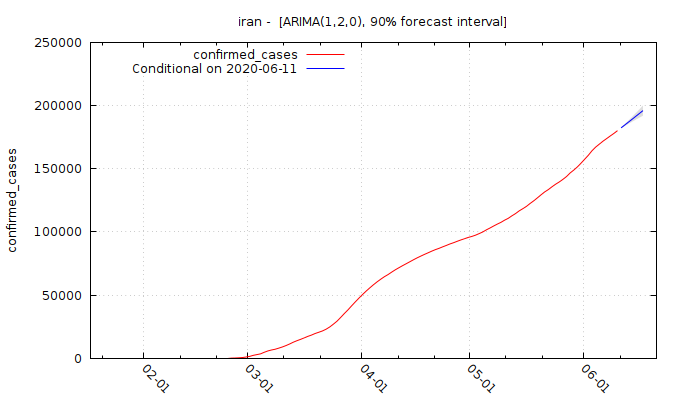 iran -  [ARIMA(1,2,0), 90% forecast interval]
confirmed_cases
Conditional on 2020-06-11
250000
200000
150000
100000
50000
0
confirmed_cases
02-01
03-01
04-01
05-01
06-01